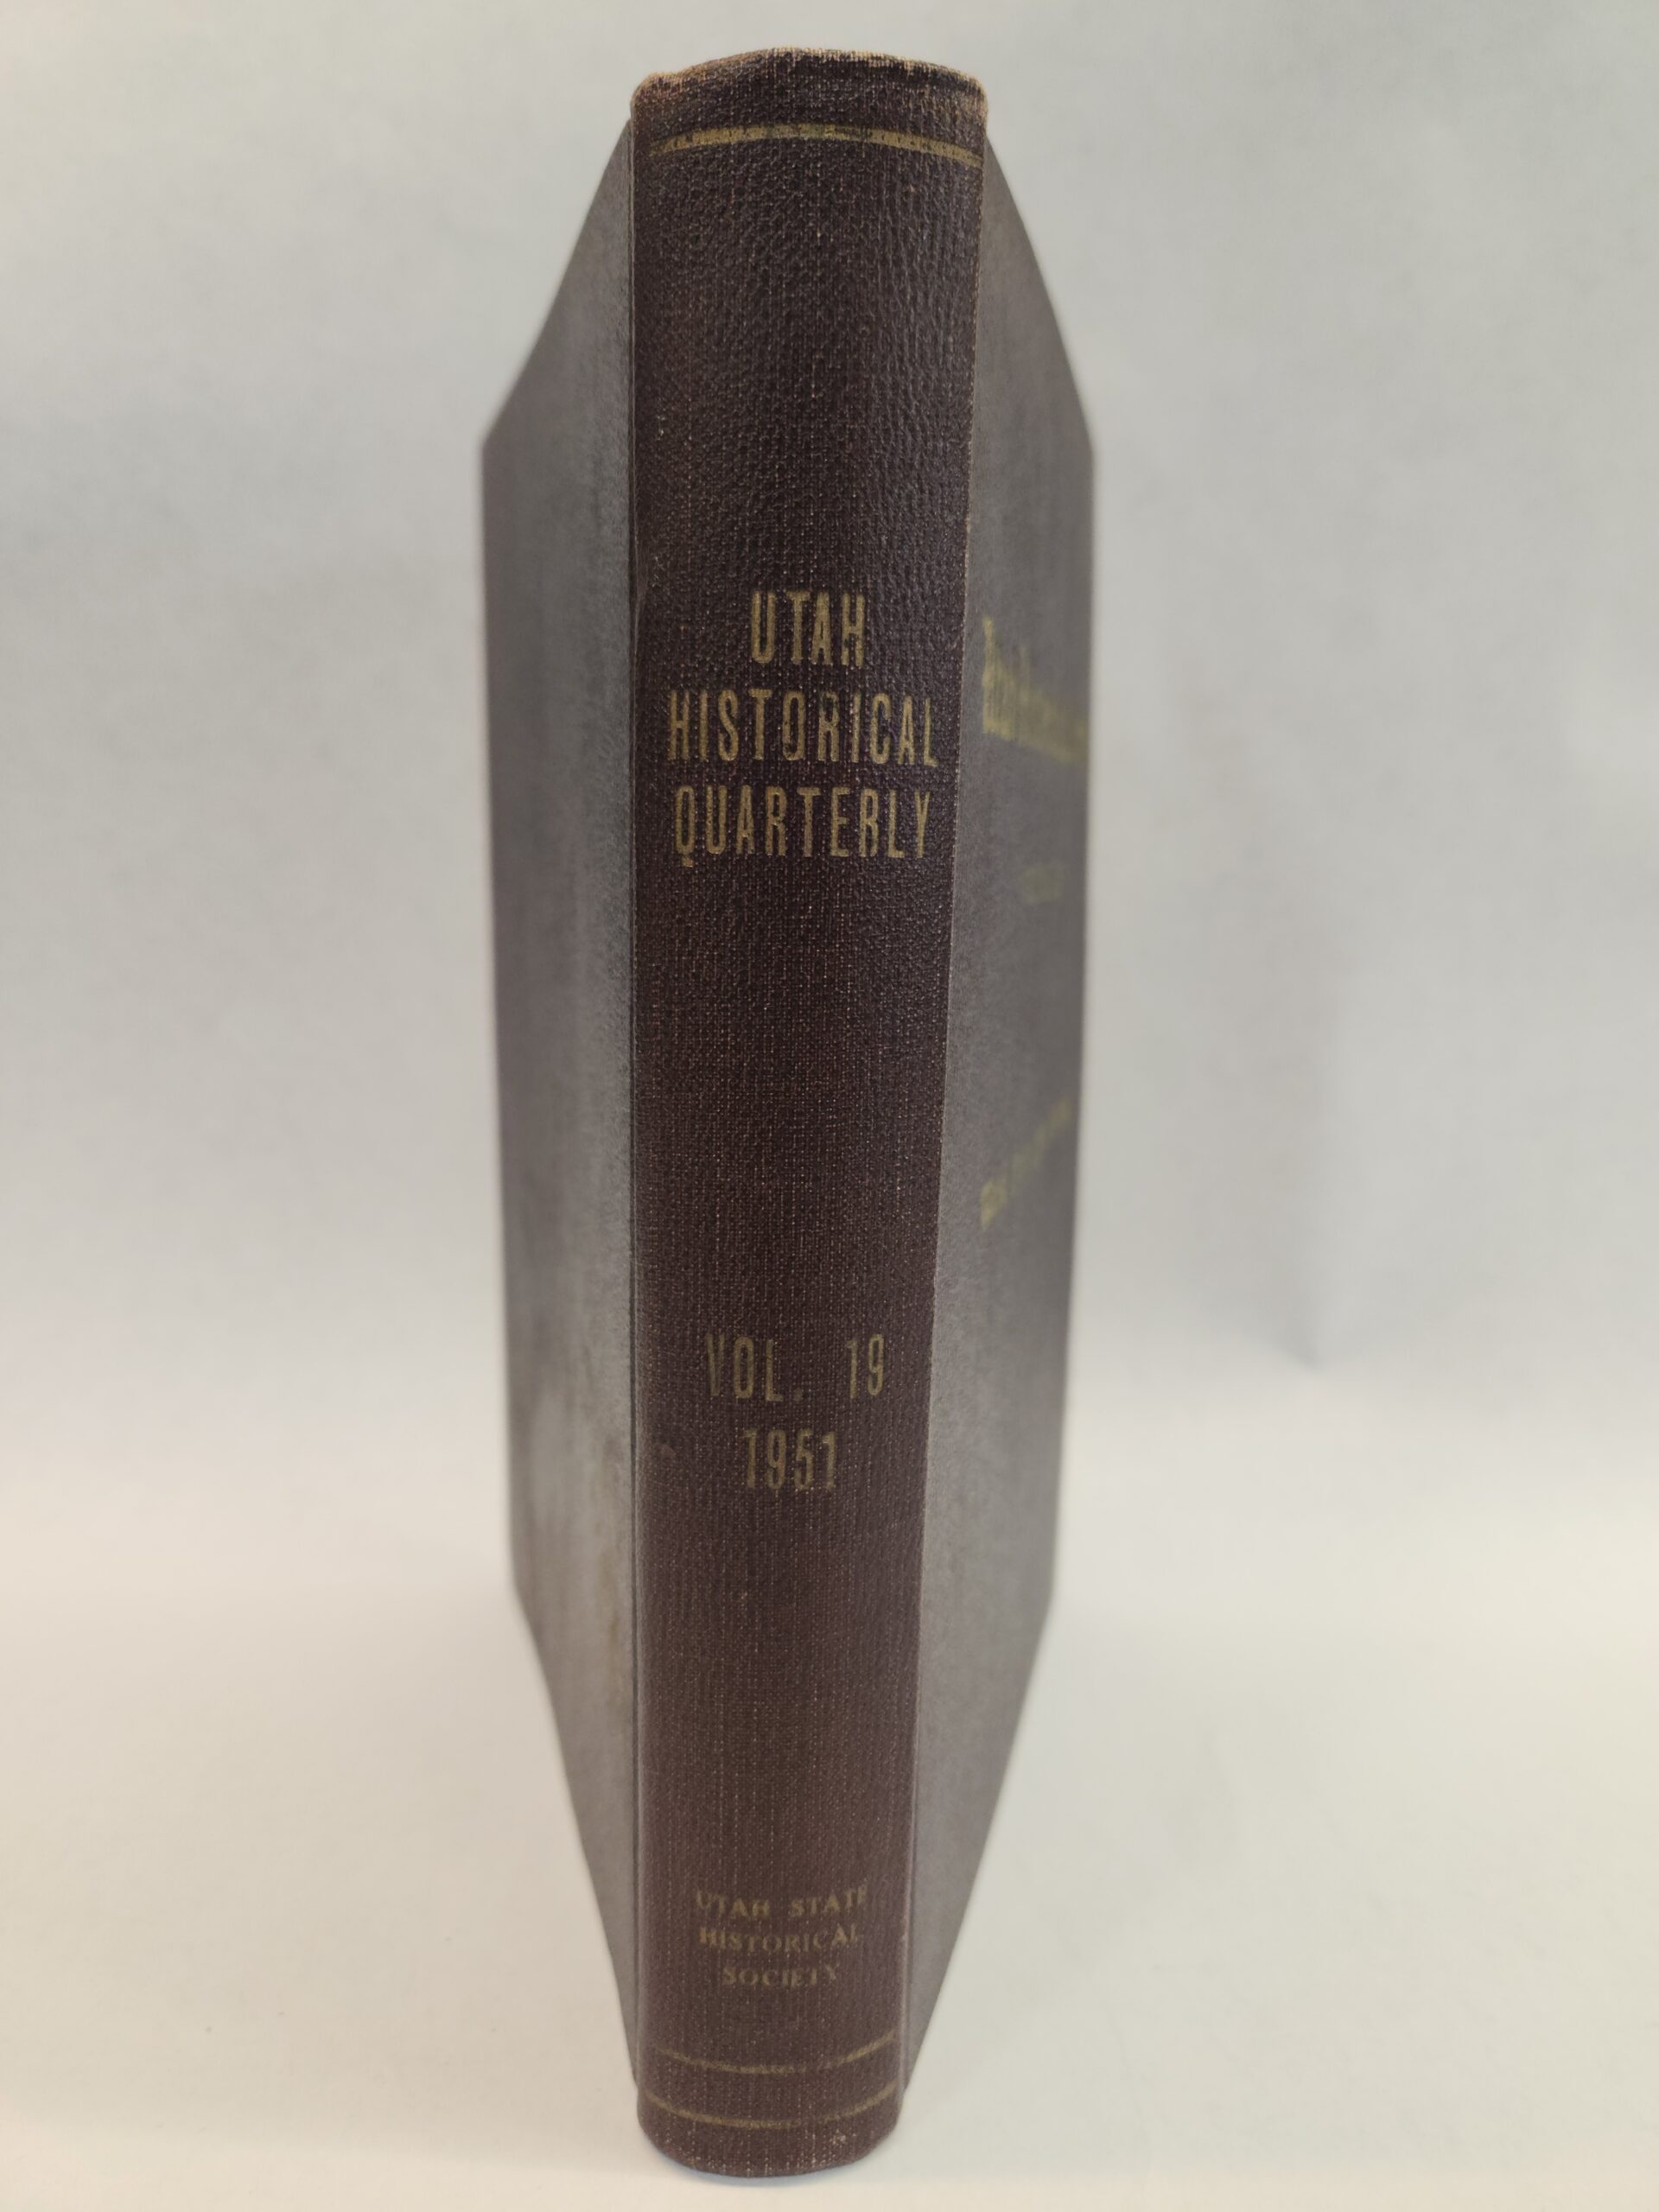 UTAH
HISTORICAL
QUARTERLY
VOL. 19
1951
UTAH STATE
HISTORICAL
SOCIETY